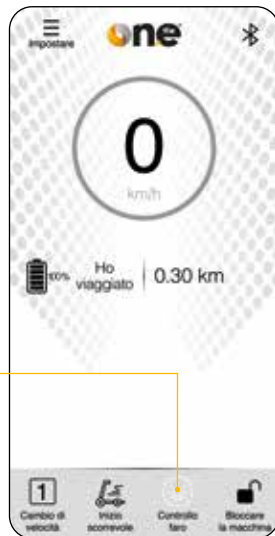 Impostare
one
0
km/h
100%
Ho
viaggiato
0.30 km
1
Cambio di
velocità
Inizio
scorrevole
Controllo
faro
Bloccare
la macchina